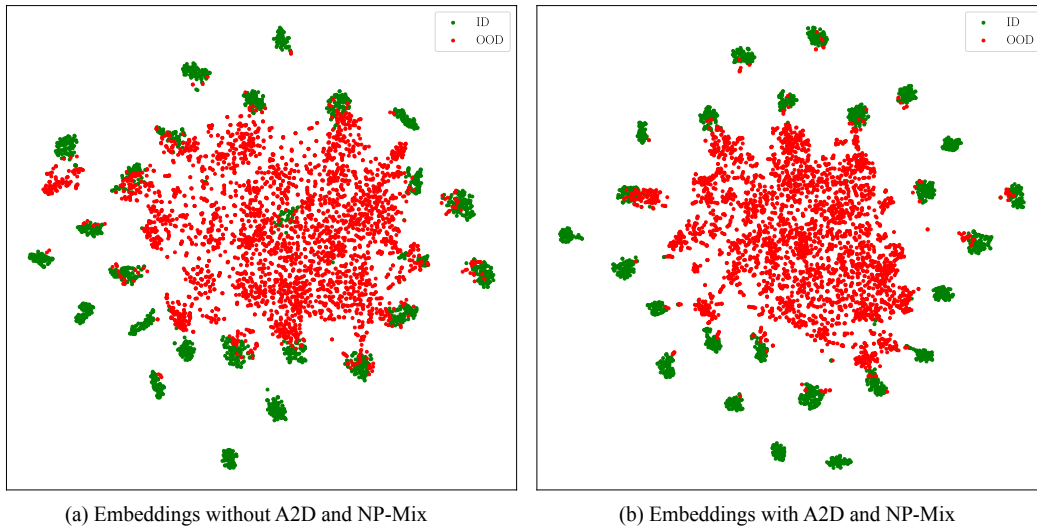 ID
OOD
ID
OOD
(a) Embeddings without A2D and NP-Mix
(b) Embeddings with A2D and NP-Mix